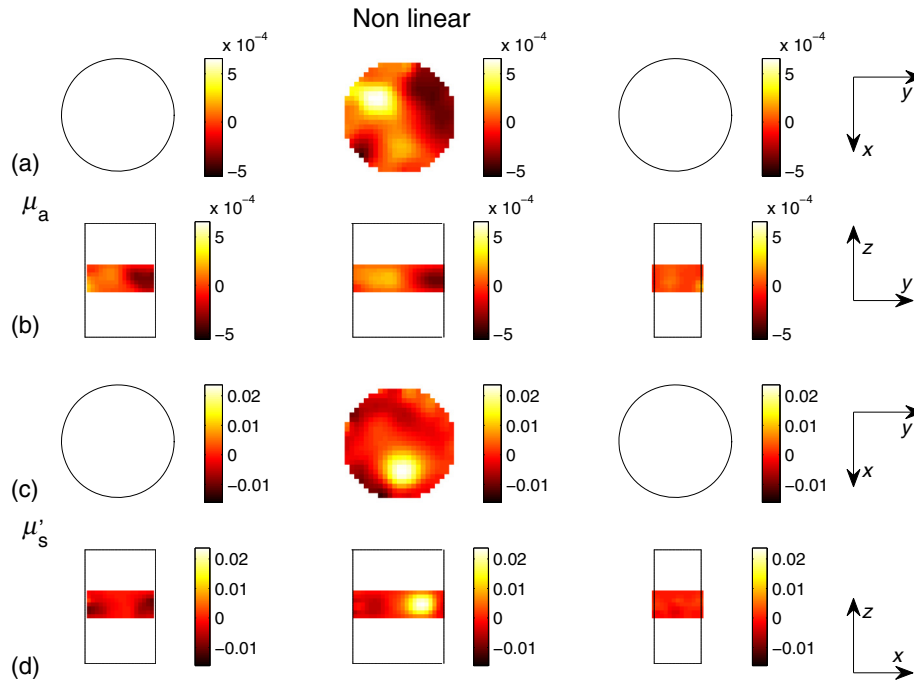 Non linear
x 10⁻⁴ x 10⁻⁴ x 10⁻⁴
5 5 5
0 0 0
−5 −5 −5
y
x
(a)
μa
x 10⁻⁴ x 10⁻⁴ x 10⁻⁴
5 5 5
0 0 0
−5 −5 −5
z
y
(b)
0.02 0.02 0.02
0.01 0.01 0.01
0 0 0
−0.01 −0.01 −0.01
y
x
(c)
μ's
0.02 0.02 0.02
0.01 0.01 0.01
0 0 0
−0.01 −0.01 −0.01
z
x
(d)